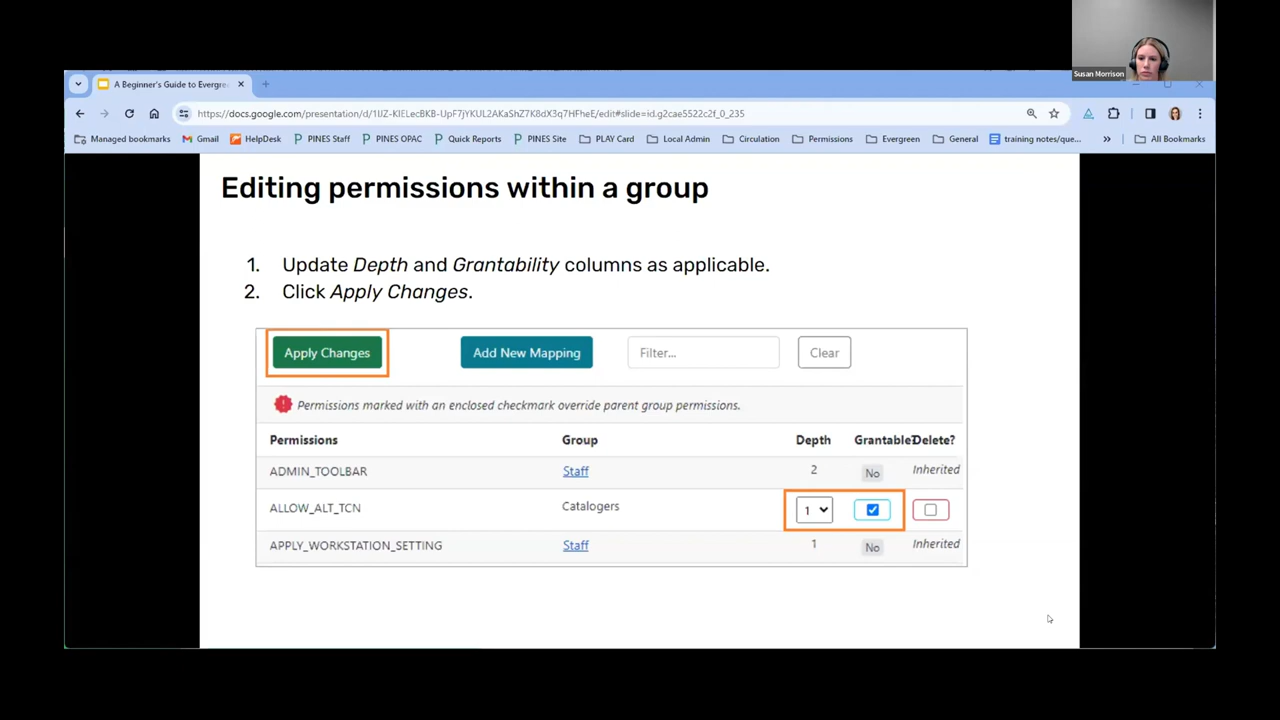 Susan Morrison
A Beginner's Guide to Evergree
https://docs.google.com/presentation/d/1IJZ-KIELecBKB-UpF7jYKUL2AKaShZ7K8dX3q7HFheE/edit#slide=id.g2cae5522c2f_0_235
Managed bookmarks Gmail HelpDesk PINES Staff PINES OPAC Quick Reports PINES Site PLAY Card Local Admin Circulation Permissions Evergreen General training notes/que... » All Bookmarks
Editing permissions within a group
1. Update Depth and Grantability columns as applicable.
2. Click Apply Changes.
Apply Changes Add New Mapping Filter... Clear
Permissions marked with an enclosed checkmark override parent group permissions.
Permissions Group Depth Grantable? Delete?
ADMIN_TOOLBAR Staff 2 No Inherited
ALLOW_ALT_TCN Catalogers 1
APPLY_WORKSTATION_SETTING Staff 1 No Inherited